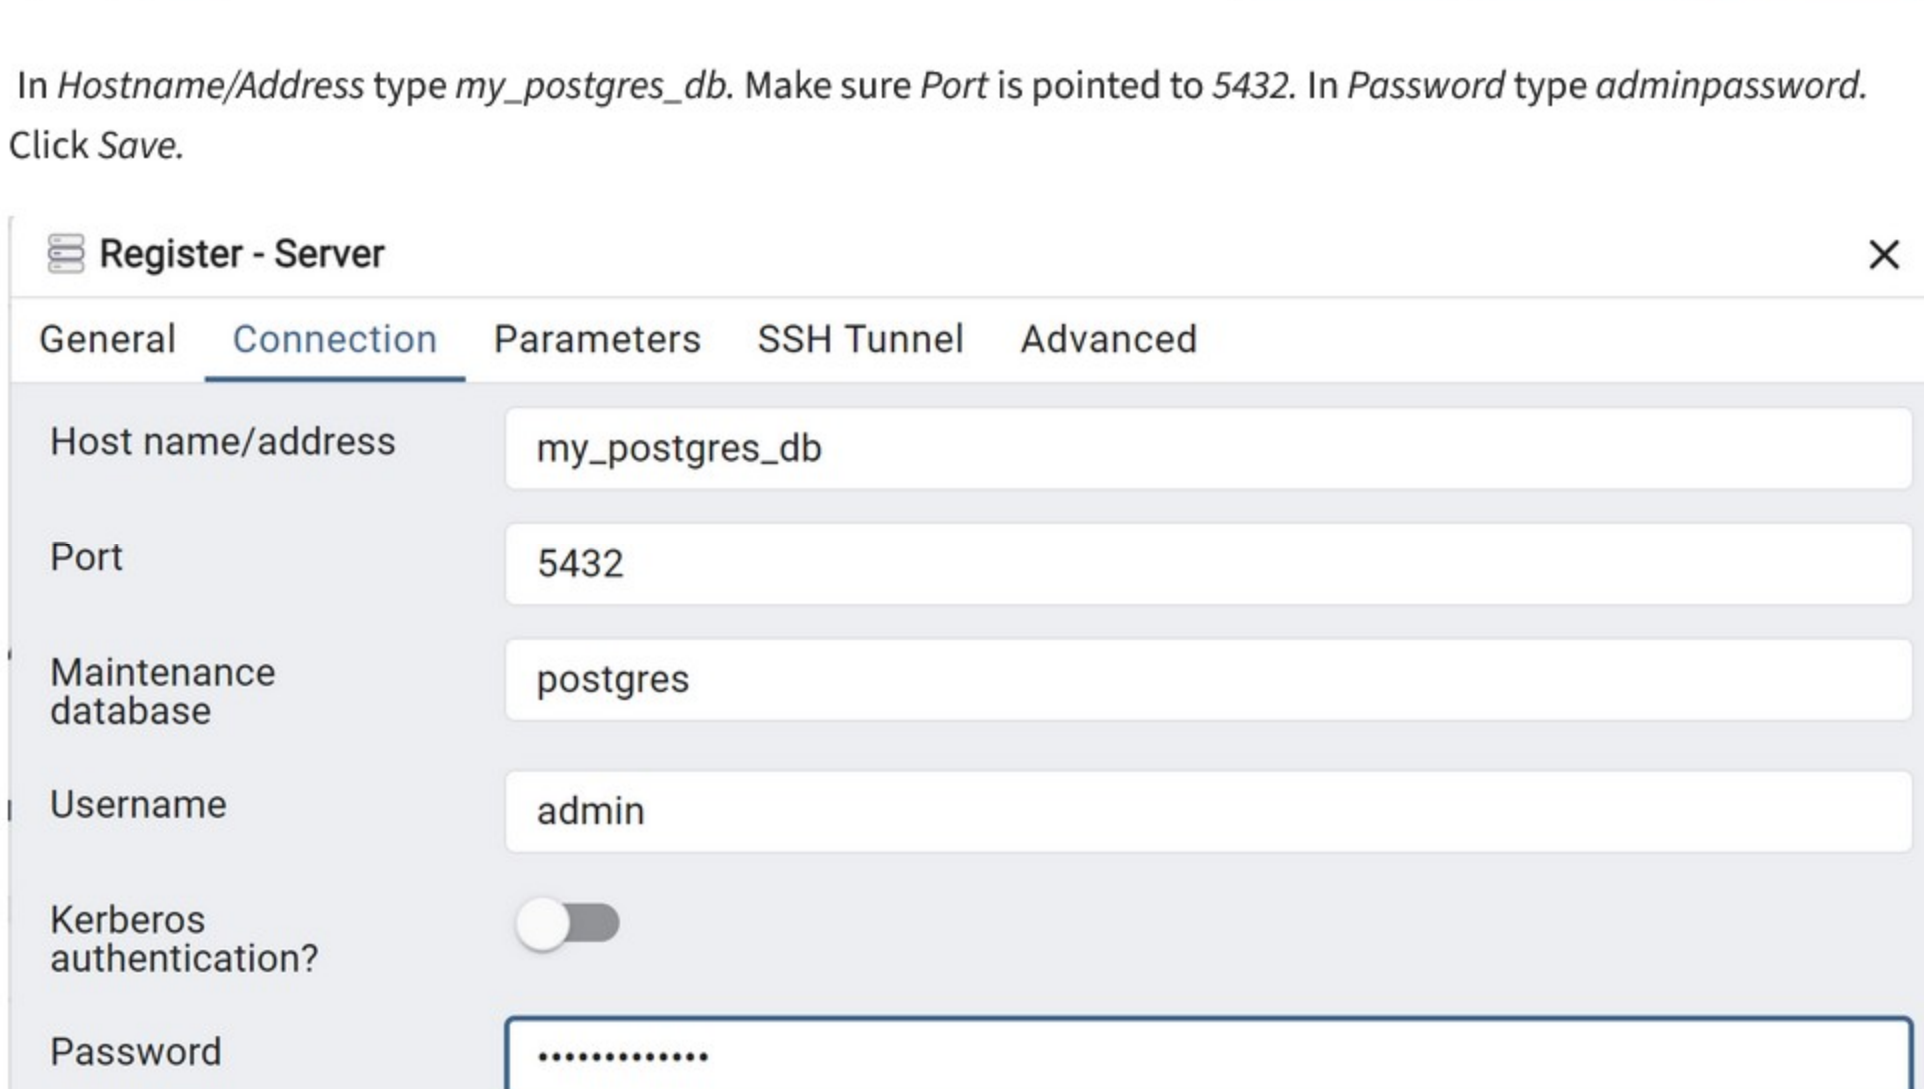 In Hostname/Address type my_postgres_db. Make sure Port is pointed to 5432. In Password type adminpassword.
Click Save.
Register - Server
General Connection Parameters SSH Tunnel Advanced
Host name/address my_postgres_db
Port 5432
Maintenance
database
postgres
Username admin
Kerberos
authentication?
Password •••••••••••••